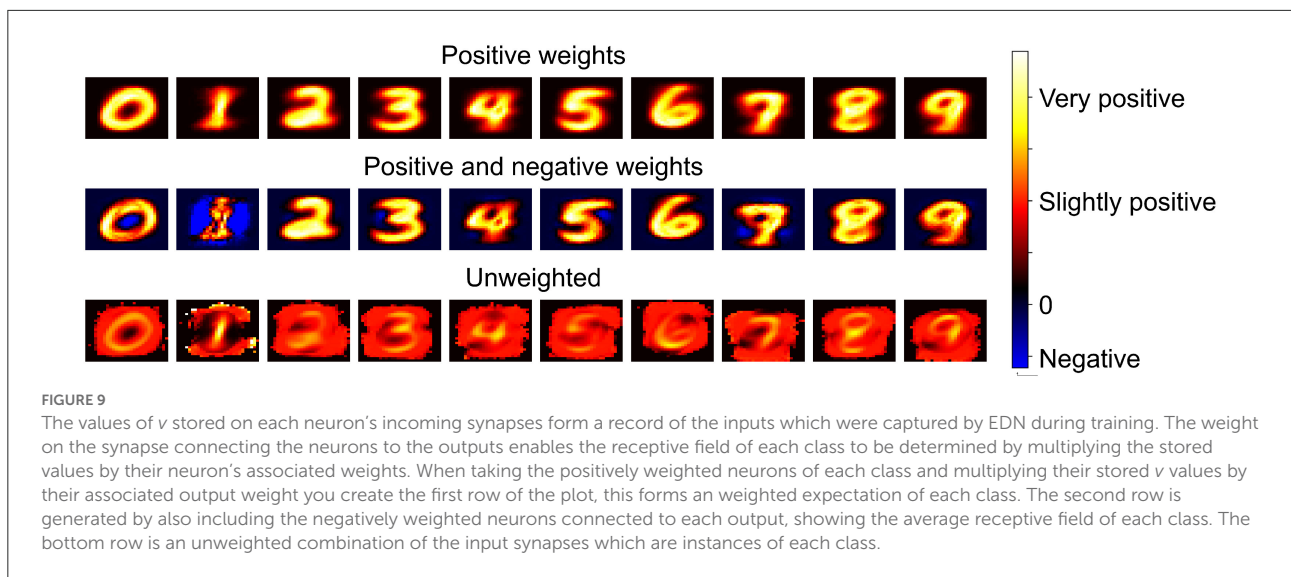 Positive weights
Positive and negative weights
Unweighted
Very positive
Slightly positive
0
Negative
FIGURE 9
The values of v stored on each neuron's incoming synapses form a record of the inputs which were captured by EDN during training. The weight
on the synapse connecting the neurons to the outputs enables the receptive field of each class to be determined by multiplying the stored
values by their neuron's associated weights. When taking the positively weighted neurons of each class and multiplying their stored v values by
their associated output weight you create the first row of the plot, this forms an weighted expectation of each class. The second row is
generated by also including the negatively weighted neurons connected to each output, showing the average receptive field of each class. The
bottom row is an unweighted combination of the input synapses which are instances of each class.